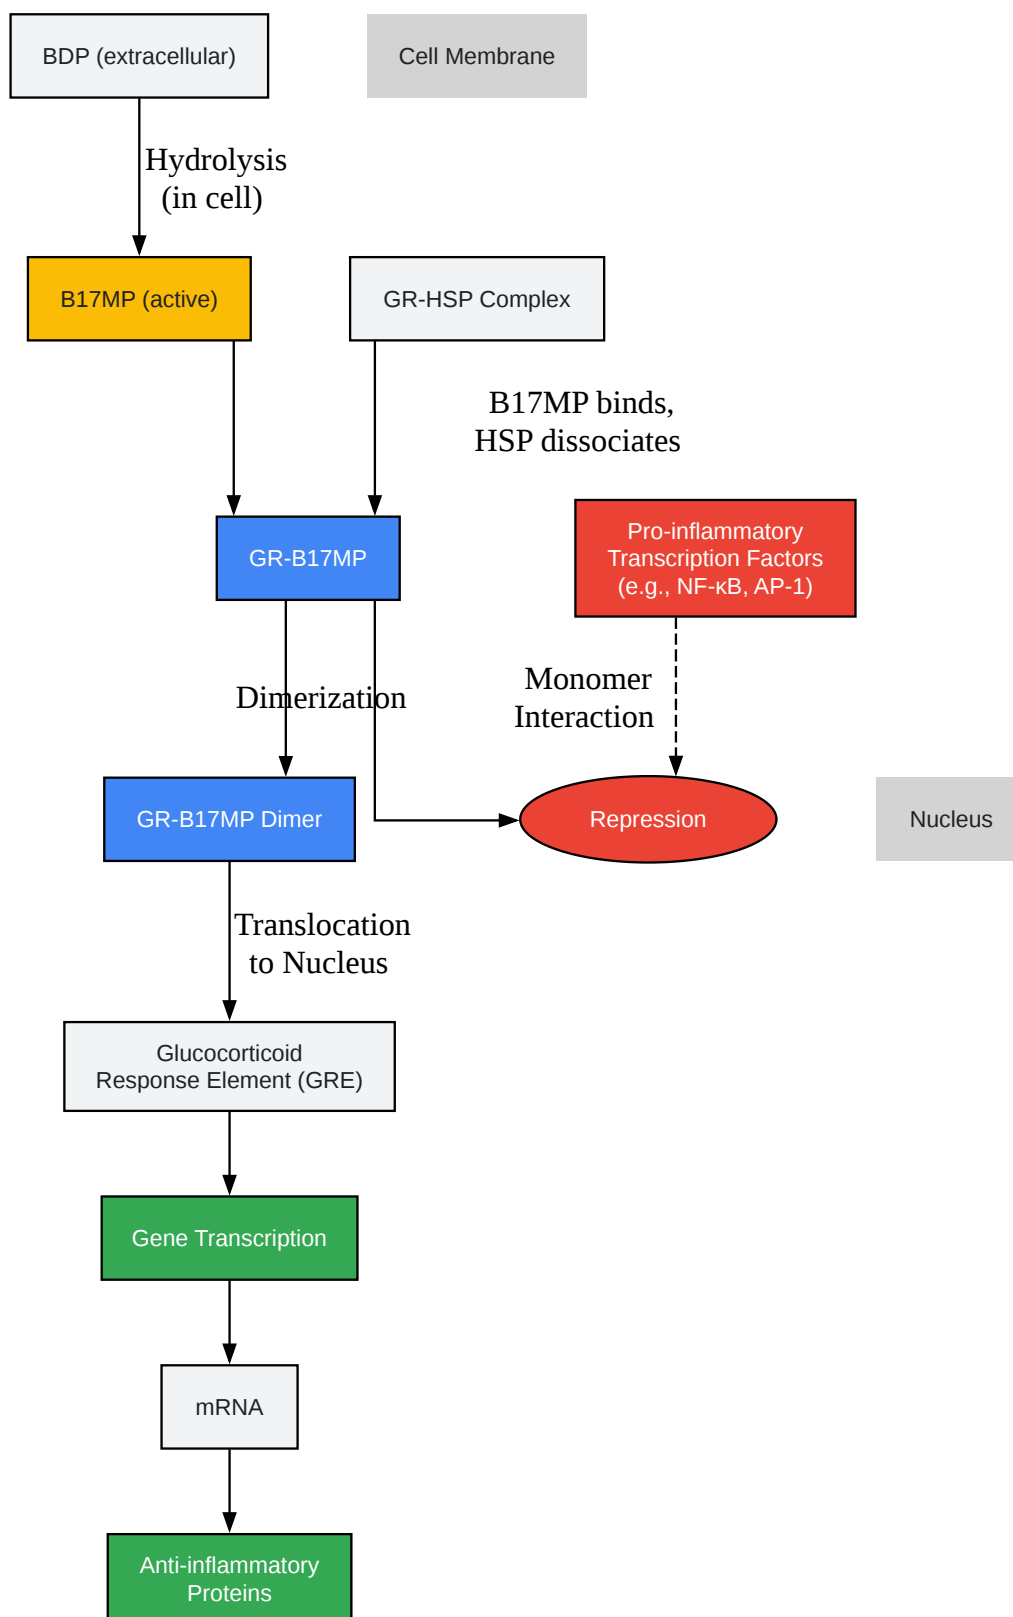 BDP (extracellular)
Cell Membrane
Hydrolysis
(in cell)
B17MP (active)
GR-HSP Complex
B17MP binds,
HSP dissociates
GR-B17MP
Pro-inflammatory
Transcription Factors
(e.g., NF-κB, AP-1)
Dimerization
Monomer
Interaction
GR-B17MP Dimer
Repression
Nucleus
Translocation
to Nucleus
Glucocorticoid
Response Element (GRE)
Gene Transcription
mRNA
Anti-inflammatory
Proteins